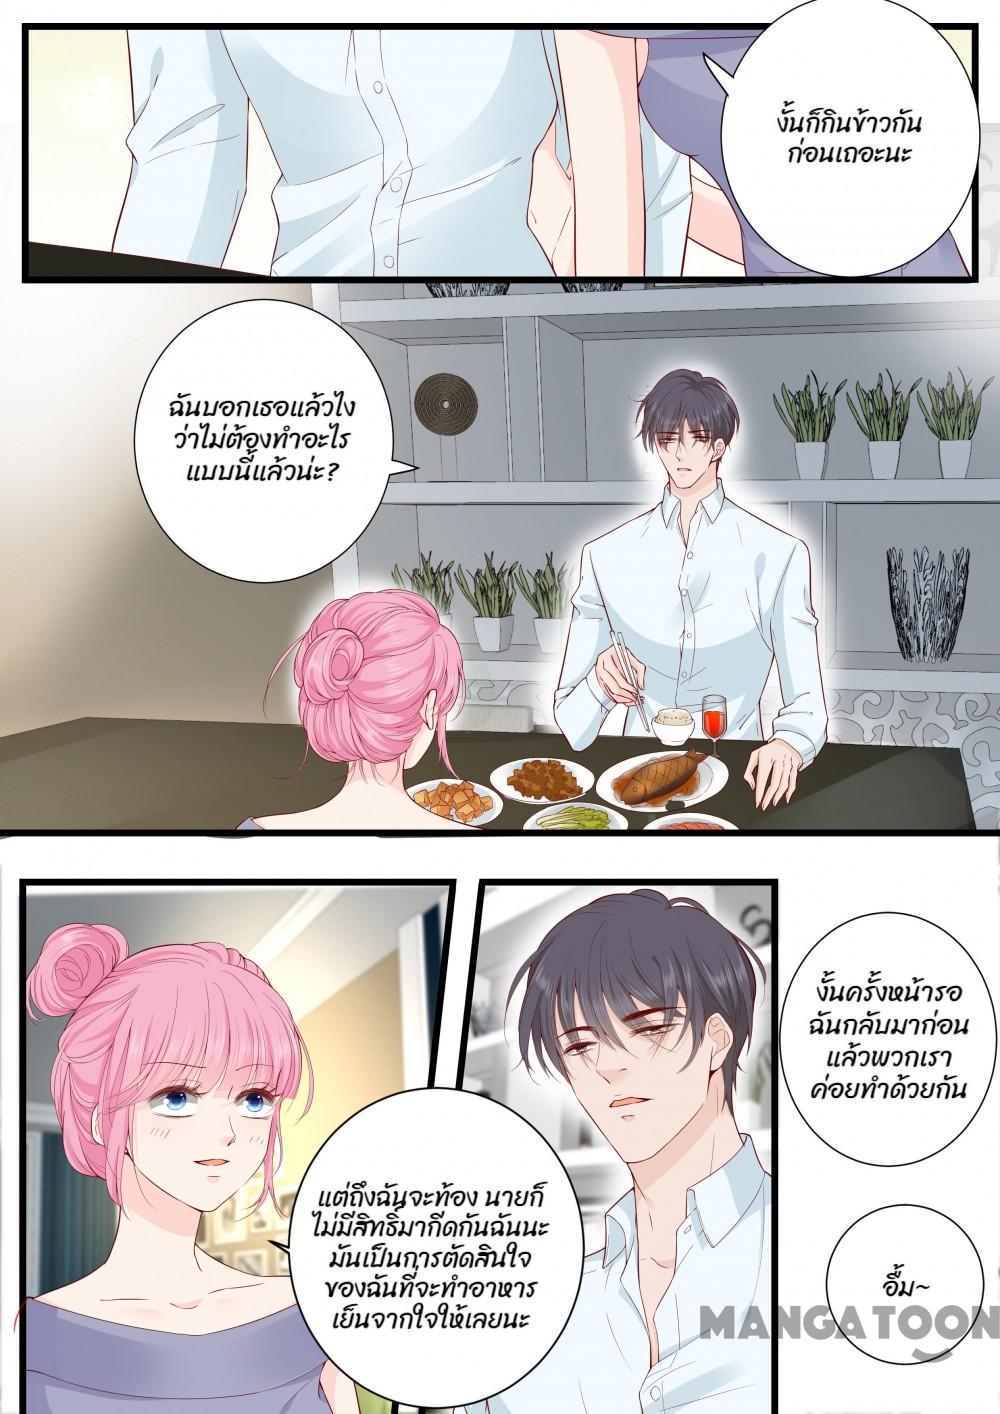 งั้นก็กินข้าวกัน
ก่อนเถอะนะ
ฉันบอกเธอแล้วไง
ว่าไม่ต้องทำอะไร
แบบนี้แล้วน่ะ?
แต่ถึงฉันจะท้อง นายก็
ไม่มีสิทธิ์มากีดกันฉันนะ
มันเป็นการตัดสินใจ
ของฉันที่จะทำอาหาร
เย็นจากใจให้เลยนะ
งั้นครั้งหน้ารอ
ฉันกลับมาก่อน
แล้วพวกเรา
ค่อยทำด้วยกัน
อื้ม~
MANGATOON